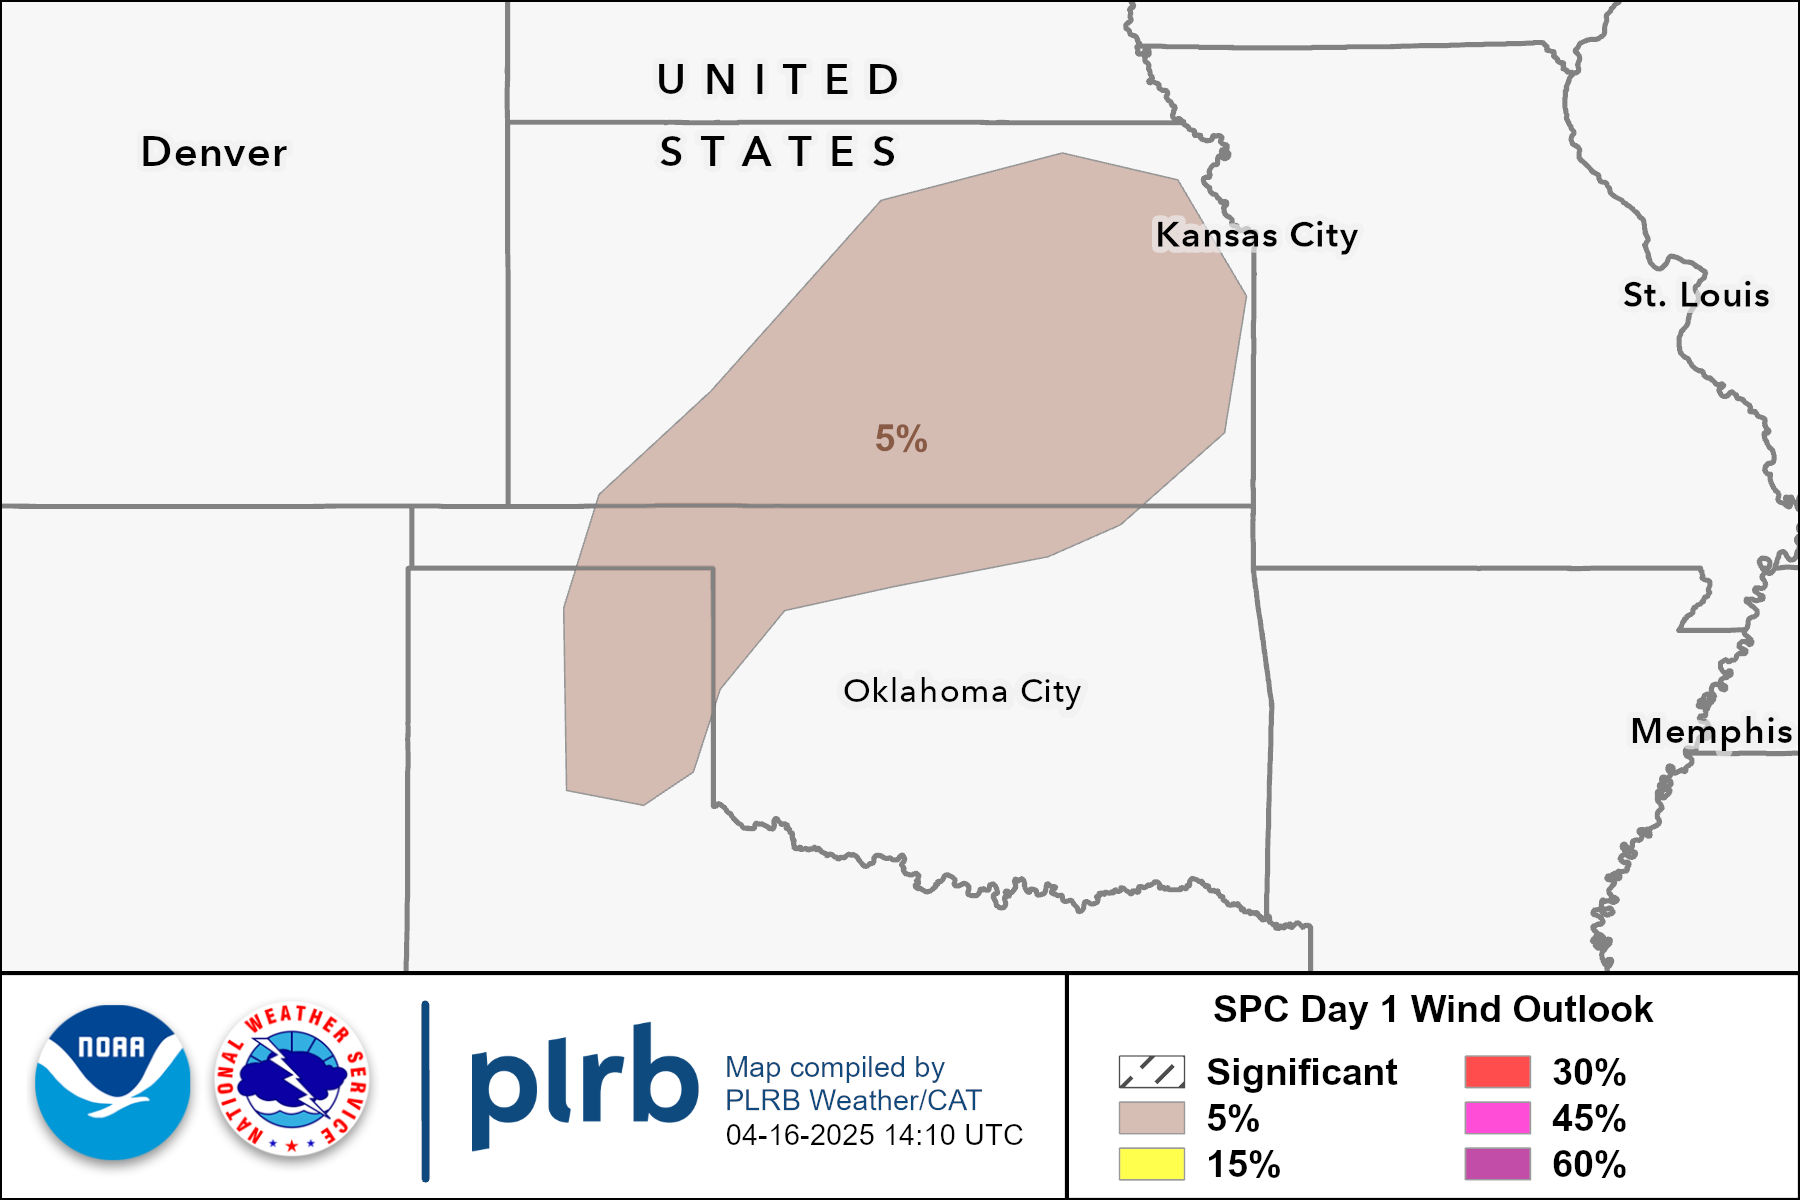 UNITED
STATES
Denver
Kansas City
St. Louis
5%
Oklahoma City
Memphis
NOAA
NATIONAL WEATHER SERVICE
plrb
Map compiled by
PLRB Weather/CAT
04-16-2025 14:10 UTC
SPC Day 1 Wind Outlook
Significant
5%
15%
30%
45%
60%